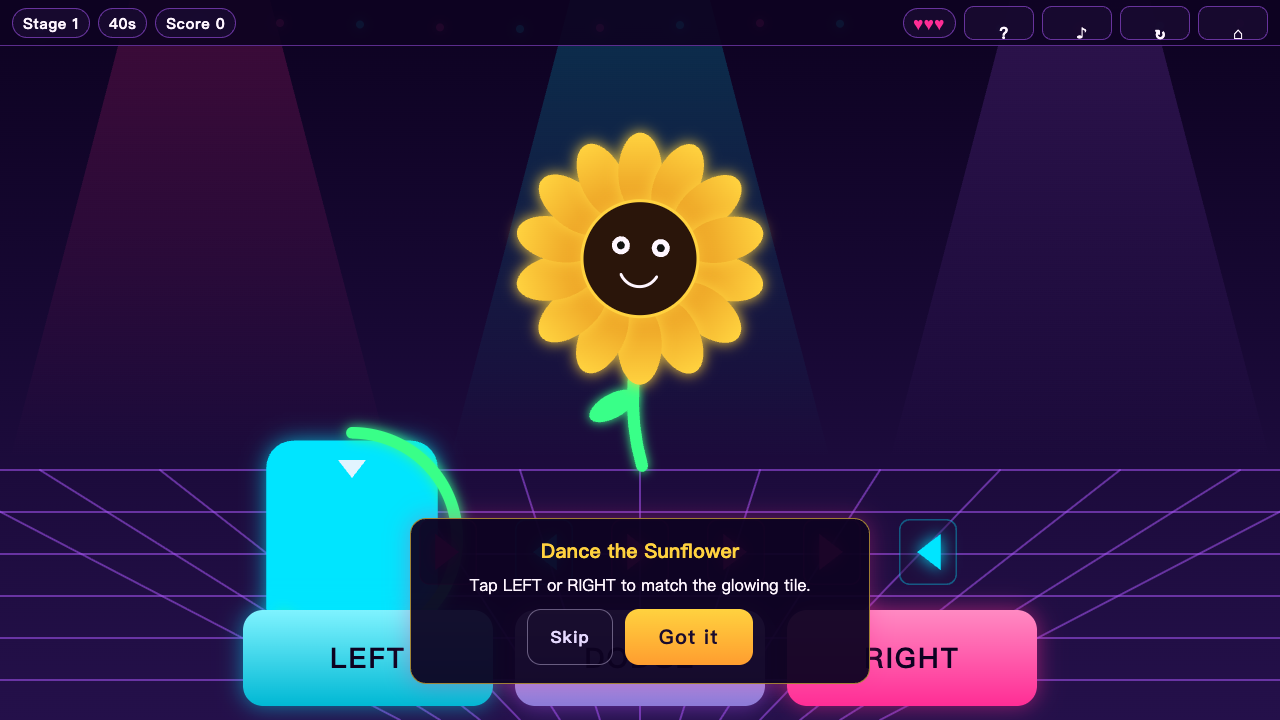 Stage 1
40s
Score 0
♥♥♥
?
♪
↻
⌂
Dance the Sunflower
Tap LEFT or RIGHT to match the glowing tile.
Skip
Got it
LEFT
RIGHT